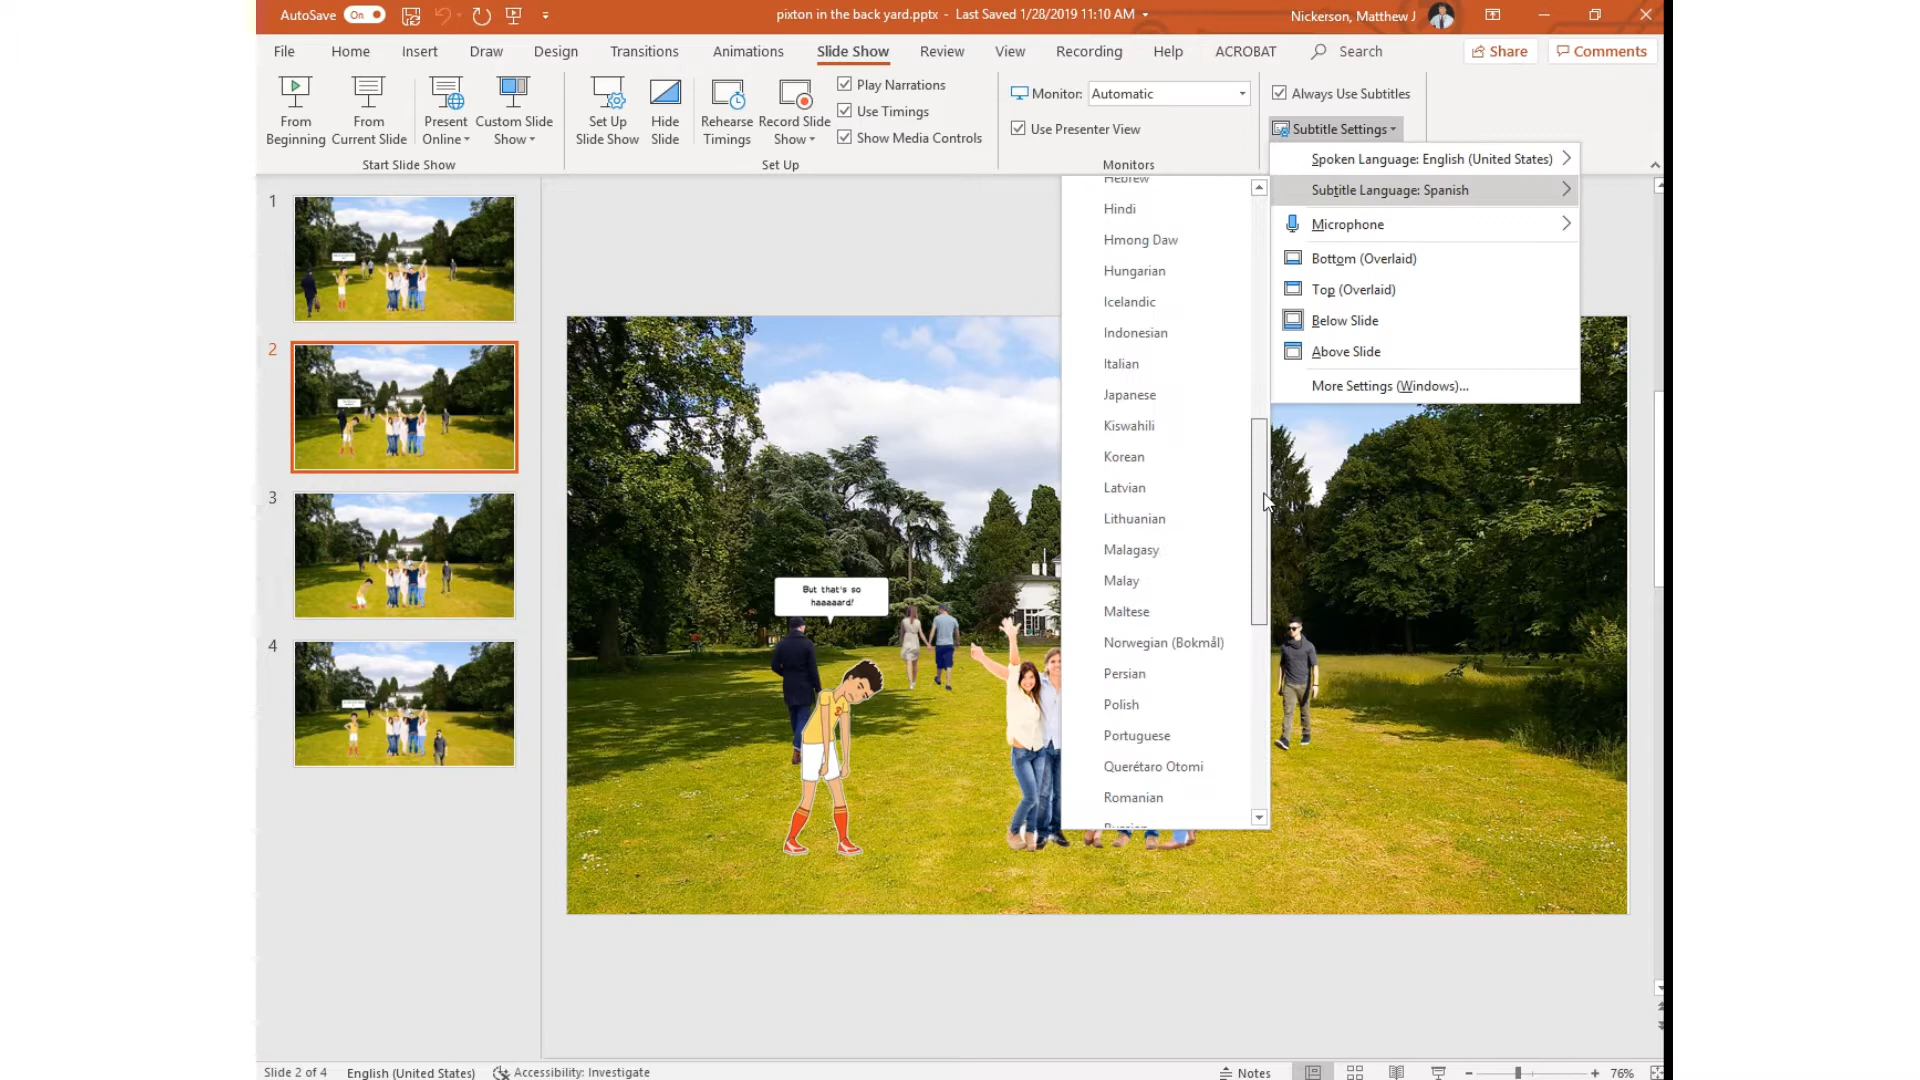 AutoSave On pixton in the back yard.pptx - Last Saved 1/28/2019 11:10 AM Nickerson, Matthew J
File Home Insert Draw Design Transitions Animations Slide Show Review View Recording Help ACROBAT Search Share Comments
From Beginning
From Current Slide
Present Online
Custom Slide Show
Start Slide Show
Set Up Slide Show
Hide Slide
Rehearse Timings
Record Slide Show
Play Narrations
Use Timings
Show Media Controls
Set Up
Monitor: Automatic
Use Presenter View
Monitors
Always Use Subtitles
Subtitle Settings
Spoken Language: English (United States)
Subtitle Language: Spanish
Microphone
Bottom (Overlaid)
Top (Overlaid)
Below Slide
Above Slide
More Settings (Windows)...
Hebrew
Hindi
Hmong Daw
Hungarian
Icelandic
Indonesian
Italian
Japanese
Kiswahili
Korean
Latvian
Lithuanian
Malagasy
Malay
Maltese
Norwegian (Bokmål)
Persian
Polish
Portuguese
Querétaro Otomi
Romanian
1
2
3
4
But that's so
haaaaard!
Slide 2 of 4 English (United States) Accessibility: Investigate Notes 76%